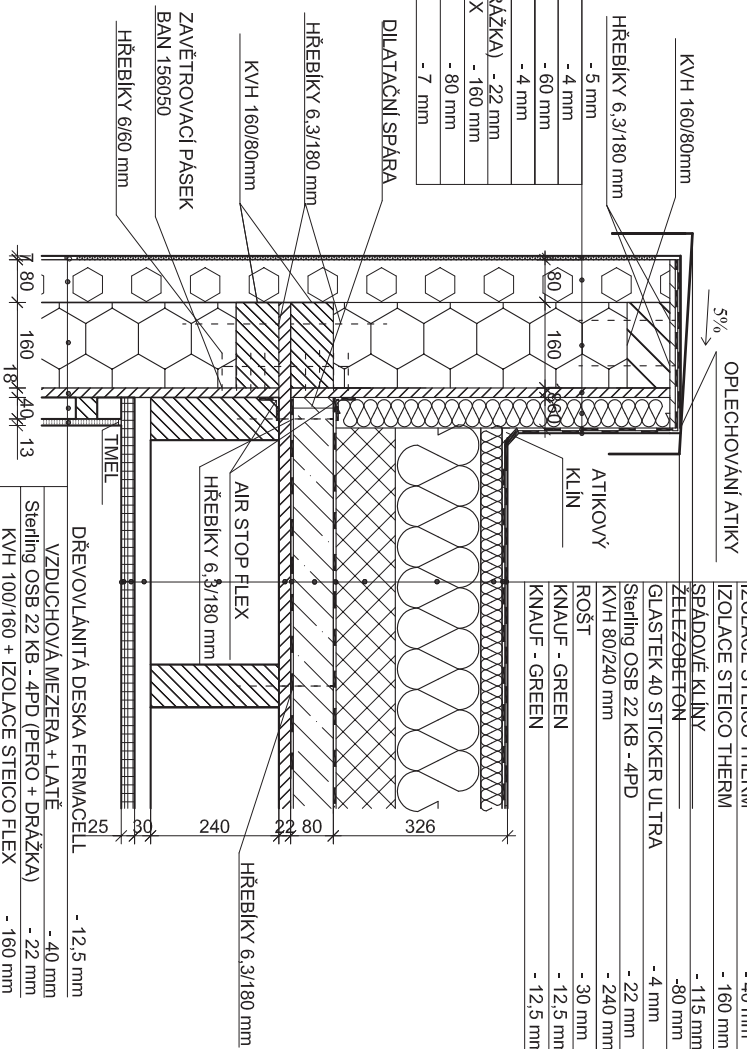 KVH 160/80mm
HŘEBÍKY 6,3/180 mm
- 5 mm
- 4 mm
- 60 mm
- 4 mm
- 22 mm
- 160 mm
- 80 mm
- 7 mm
DILATAČNÍ SPÁRA
HŘEBÍKY 6,3/180 mm
KVH 160/80mm
ZAVĚTROVACÍ PÁSEK
BAN 156050
HŘEBÍKY 6/60 mm
5%
OPLECHOVÁNÍ ATIKY
80
160
18
60
ATIKOVÝ
KLÍN
7
80
160
18
40
13
TMEL
AIR STOP FLEX
HŘEBÍKY 6,3/180 mm
326
80
22
240
30
25
HŘEBÍKY 6,3/180 mm
IZOLACE STEICO THERM - 160 mm
SPÁDOVÉ KLÍNY - 115 mm
ŽELEZOBETON -80 mm
GLASTEK 40 STICKER ULTRA - 4 mm
Sterling OSB 22 KB - 4PD - 22 mm
KVH 80/240 mm - 240 mm
ROŠT - 30 mm
KNAUF - GREEN - 12,5 mm
KNAUF - GREEN - 12,5 mm
DŘEVOVLÁNITÁ DESKA FERMACELL - 12,5 mm
VZDUCHOVÁ MEZERA + LATĚ - 40 mm
Sterling OSB 22 KB - 4PD (PERO + DRÁŽKA) - 22 mm
KVH 100/160 + IZOLACE STEICO FLEX - 160 mm